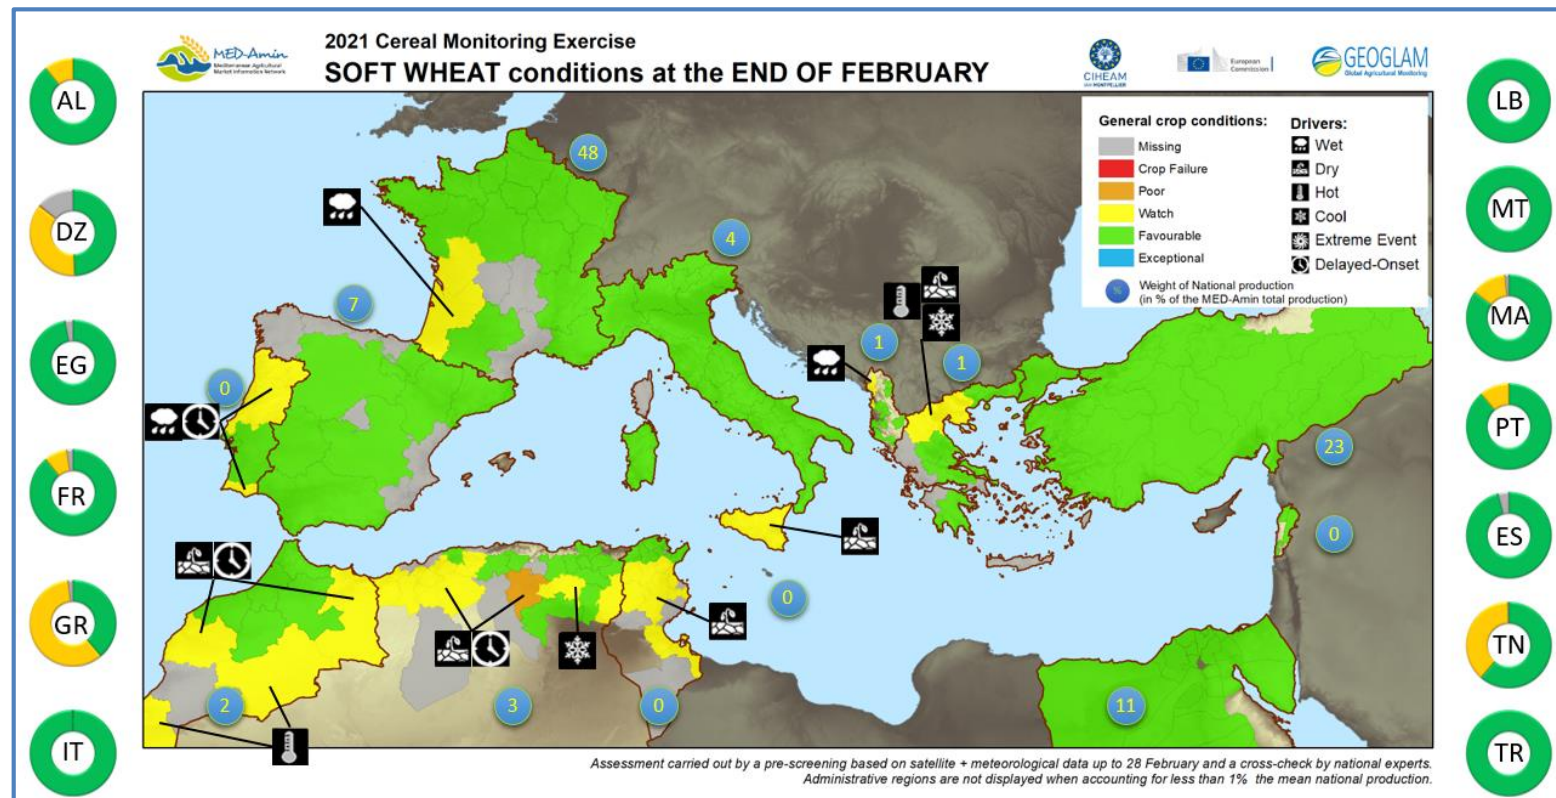 2021 Cereal Monitoring Exercise
SOFT WHEAT conditions at the END OF FEBRUARY
MED-Amin
Mediterranean Agricultural
Market Information Network
CIHEAM
IAM MONTPELLIER
European
Commission
GEOGLAM
Global Agricultural Monitoring
General crop conditions:
Missing
Crop Failure
Poor
Watch
Favourable
Exceptional
Drivers:
Wet
Dry
Hot
Cool
Extreme Event
Delayed-Onset
%
Weight of National production
(in % of the MED-Amin total production)
AL
DZ
EG
FR
GR
IT
48
4
7
1
1
0
23
0
0
2
3
0
11
LB
MT
MA
PT
ES
TN
TR
Assessment carried out by a pre-screening based on satellite + meteorological data up to 28 February and a cross-check by national experts.
Administrative regions are not displayed when accounting for less than 1% the mean national production.